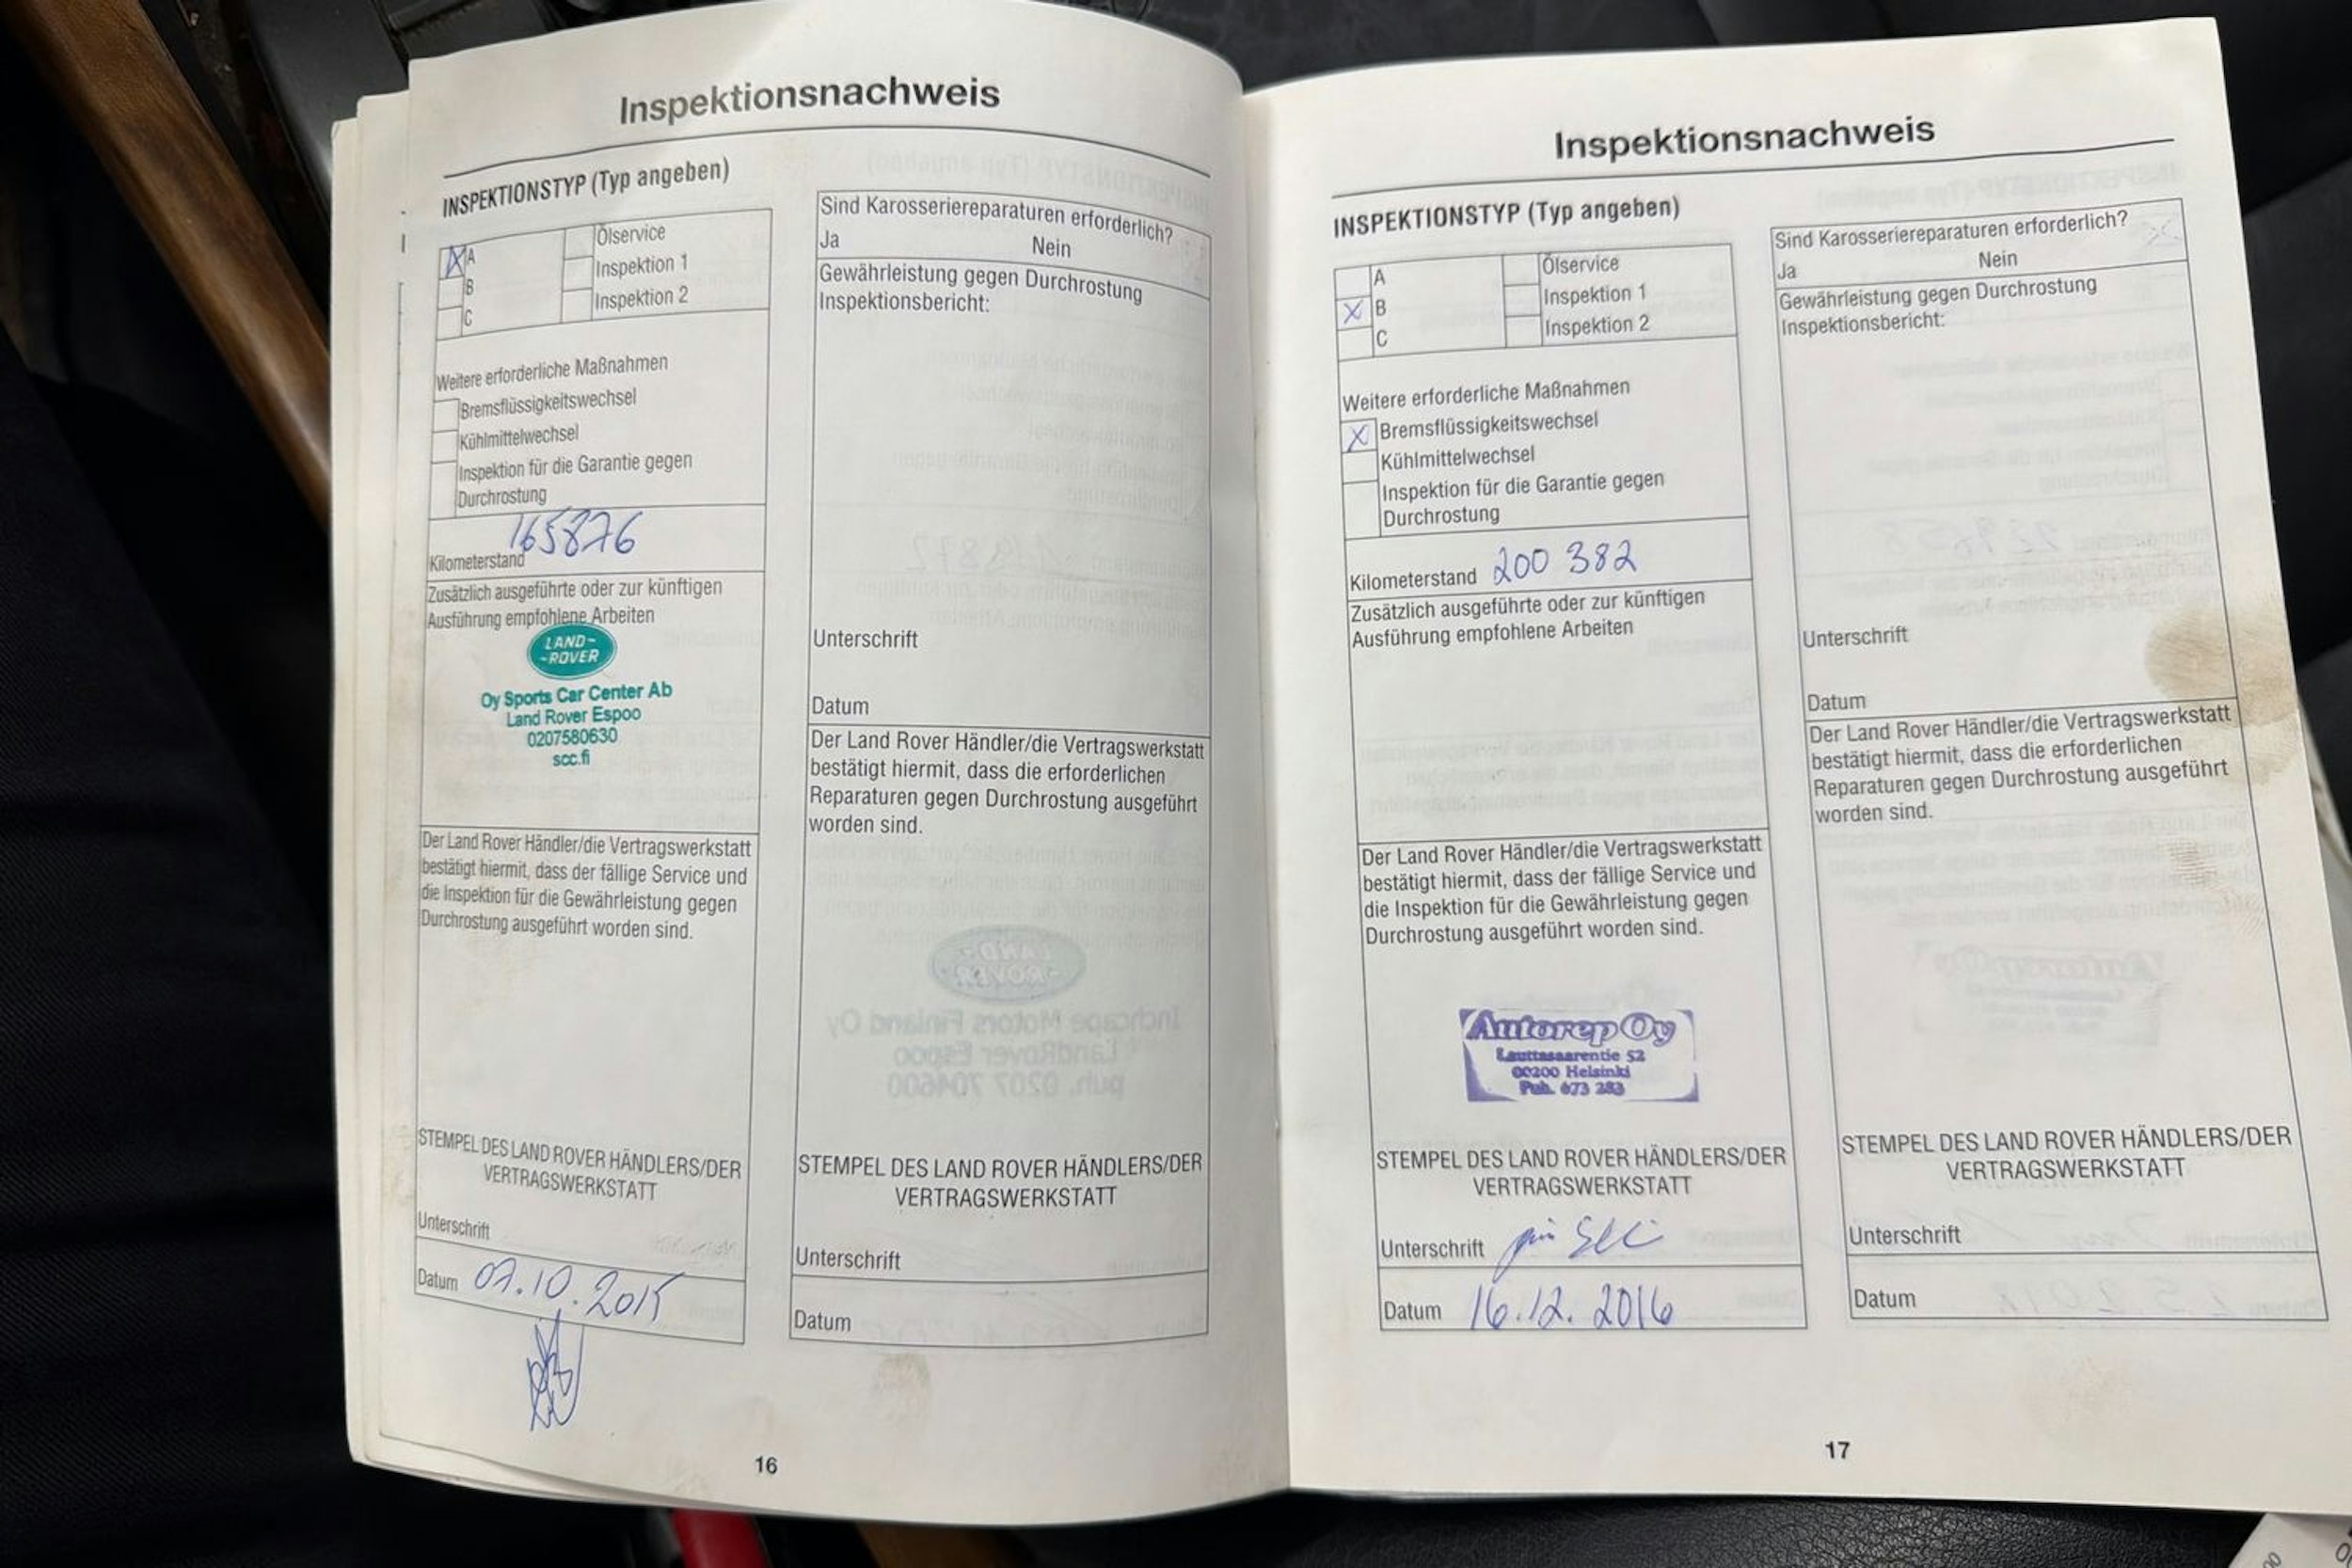 Inspektionsnachweis
INSPEKTIONSTYP (Typ angeben)
X A
B
C
Ölservice
Inspektion 1
Inspektion 2
Weitere erforderliche Maßnahmen
Bremsflüssigkeitswechsel
Kühlmittelwechsel
Inspektion für die Garantie gegen
Durchrostung
Kilometerstand 165876
Zusätzlich ausgeführte oder zur künftigen
Ausführung empfohlene Arbeiten
LAND-
-ROVER
Oy Sports Car Center Ab
Land Rover Espoo
0207580630
scc.fi
Der Land Rover Händler/die Vertragswerkstatt
bestätigt hiermit, dass der fällige Service und
die Inspektion für die Gewährleistung gegen
Durchrostung ausgeführt worden sind.
STEMPEL DES LAND ROVER HÄNDLERS/DER
VERTRAGSWERKSTATT
Unterschrift
Datum 07.10.2015
Sind Karosseriereparaturen erforderlich?
Ja Nein
Gewährleistung gegen Durchrostung
Inspektionsbericht:
Unterschrift
Datum
Der Land Rover Händler/die Vertragswerkstatt
bestätigt hiermit, dass die erforderlichen
Reparaturen gegen Durchrostung ausgeführt
worden sind.
STEMPEL DES LAND ROVER HÄNDLERS/DER
VERTRAGSWERKSTATT
Unterschrift
Datum
16
Inspektionsnachweis
INSPEKTIONSTYP (Typ angeben)
A
X B
C
Ölservice
Inspektion 1
Inspektion 2
Weitere erforderliche Maßnahmen
X Bremsflüssigkeitswechsel
Kühlmittelwechsel
Inspektion für die Garantie gegen
Durchrostung
Kilometerstand 200 382
Zusätzlich ausgeführte oder zur künftigen
Ausführung empfohlene Arbeiten
Der Land Rover Händler/die Vertragswerkstatt
bestätigt hiermit, dass der fällige Service und
die Inspektion für die Gewährleistung gegen
Durchrostung ausgeführt worden sind.
Autorep Oy
Lauttasaarentie 52
00200 Helsinki
Puh. 673 283
STEMPEL DES LAND ROVER HÄNDLERS/DER
VERTRAGSWERKSTATT
Unterschrift
Datum 16.12.2016
Sind Karosseriereparaturen erforderlich?
Ja Nein
Gewährleistung gegen Durchrostung
Inspektionsbericht:
Unterschrift
Datum
Der Land Rover Händler/die Vertragswerkstatt
bestätigt hiermit, dass die erforderlichen
Reparaturen gegen Durchrostung ausgeführt
worden sind.
STEMPEL DES LAND ROVER HÄNDLERS/DER
VERTRAGSWERKSTATT
Unterschrift
Datum
17